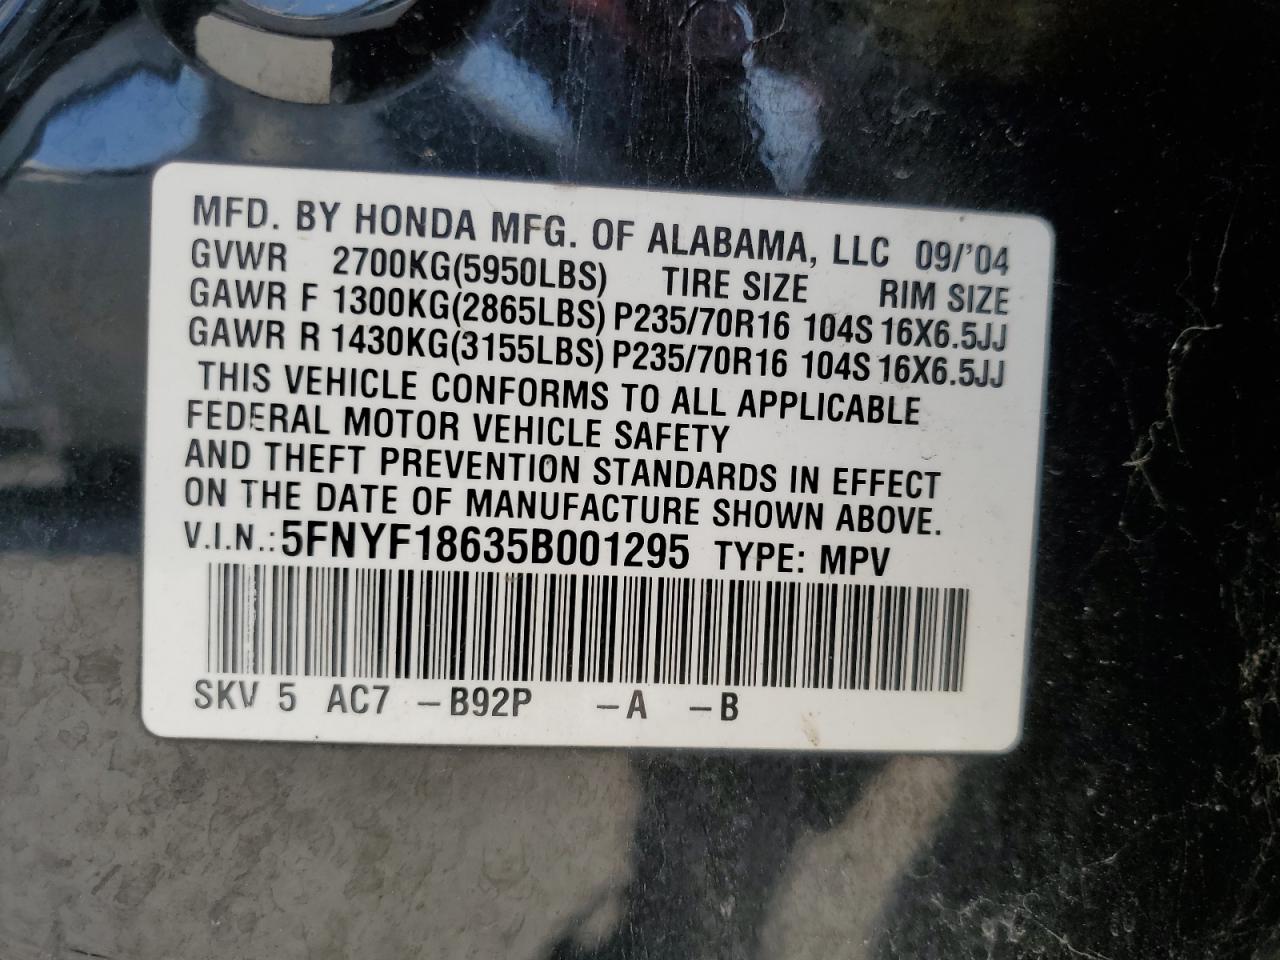 MFD. BY HONDA MFG. OF ALABAMA, LLC 09/'04
GVWR 2700KG(5950LBS) TIRE SIZE RIM SIZE
GAWR F 1300KG(2865LBS) P235/70R16 104S 16X6.5JJ
GAWR R 1430KG(3155LBS) P235/70R16 104S 16X6.5JJ
THIS VEHICLE CONFORMS TO ALL APPLICABLE
FEDERAL MOTOR VEHICLE SAFETY
AND THEFT PREVENTION STANDARDS IN EFFECT
ON THE DATE OF MANUFACTURE SHOWN ABOVE.
V.I.N.: 5FNYF18635B001295 TYPE: MPV
SKV 5 AC7 -B92P -A -B